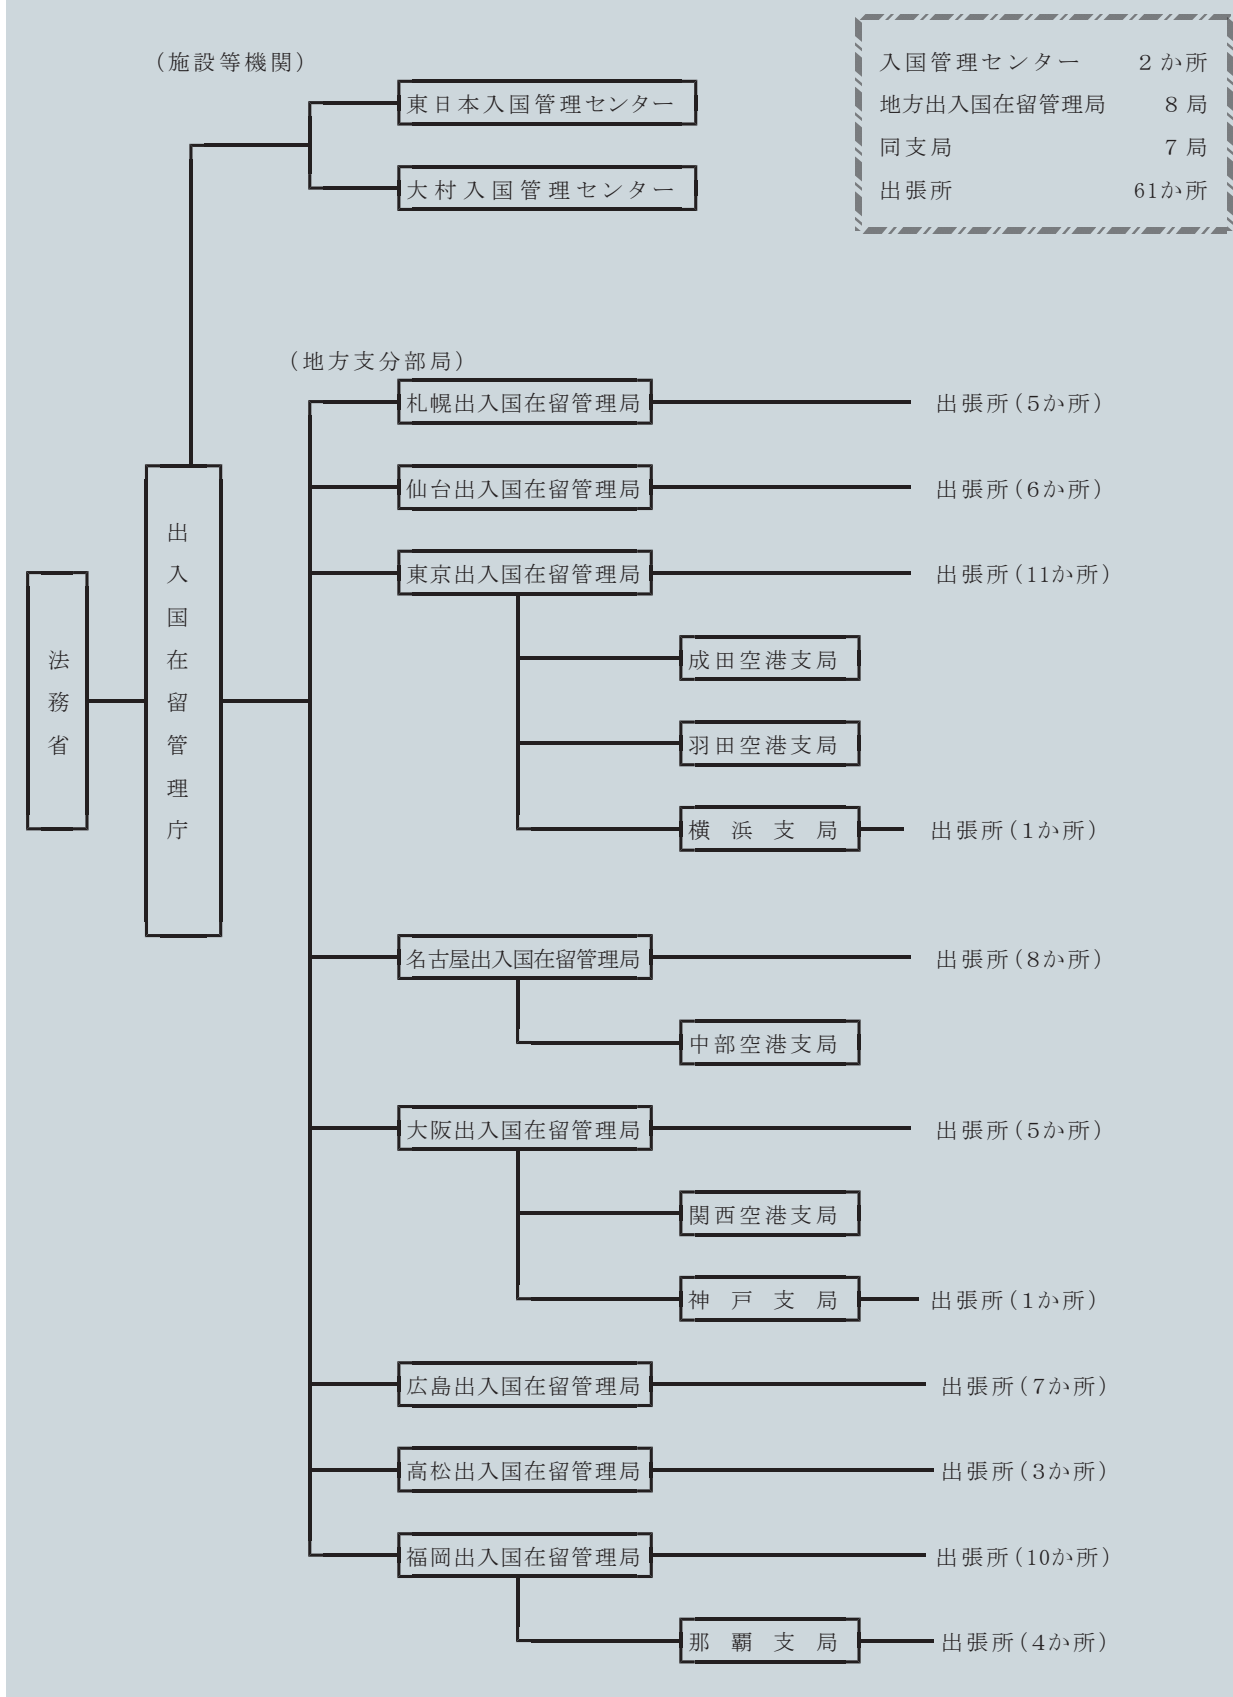 (施設等機関)
東日本入国管理センター
大村入国管理センター
入国管理センター 2か所
地方出入国在留管理局 8局
同支局 7局
出張所 61か所
(地方支分部局)
法務省
出入国在留管理庁
札幌出入国在留管理局 出張所(5か所)
仙台出入国在留管理局 出張所(6か所)
東京出入国在留管理局 出張所(11か所)
成田空港支局
羽田空港支局
横浜支局 出張所(1か所)
名古屋出入国在留管理局 出張所(8か所)
中部空港支局
大阪出入国在留管理局 出張所(5か所)
関西空港支局
神戸支局 出張所(1か所)
広島出入国在留管理局 出張所(7か所)
高松出入国在留管理局 出張所(3か所)
福岡出入国在留管理局 出張所(10か所)
那覇支局 出張所(4か所)